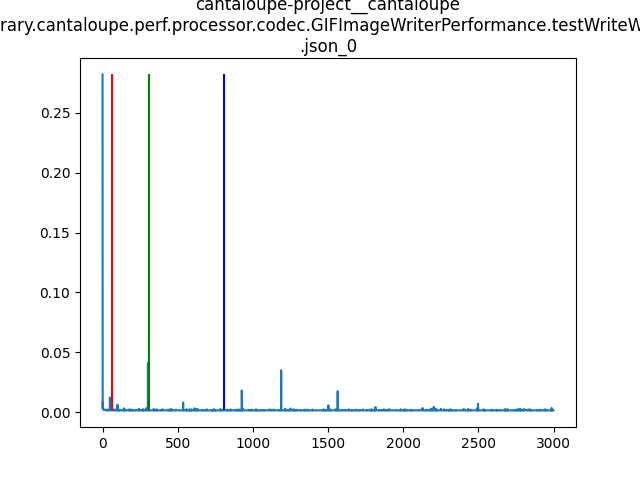 cantaloupe-project__cantaloupe
rary.cantaloupe.perf.processor.codec.GIFImageWriterPerformance.testWriteW
.json_0
0.25
0.20
0.15
0.10
0.05
0.00
0 500 1000 1500 2000 2500 3000